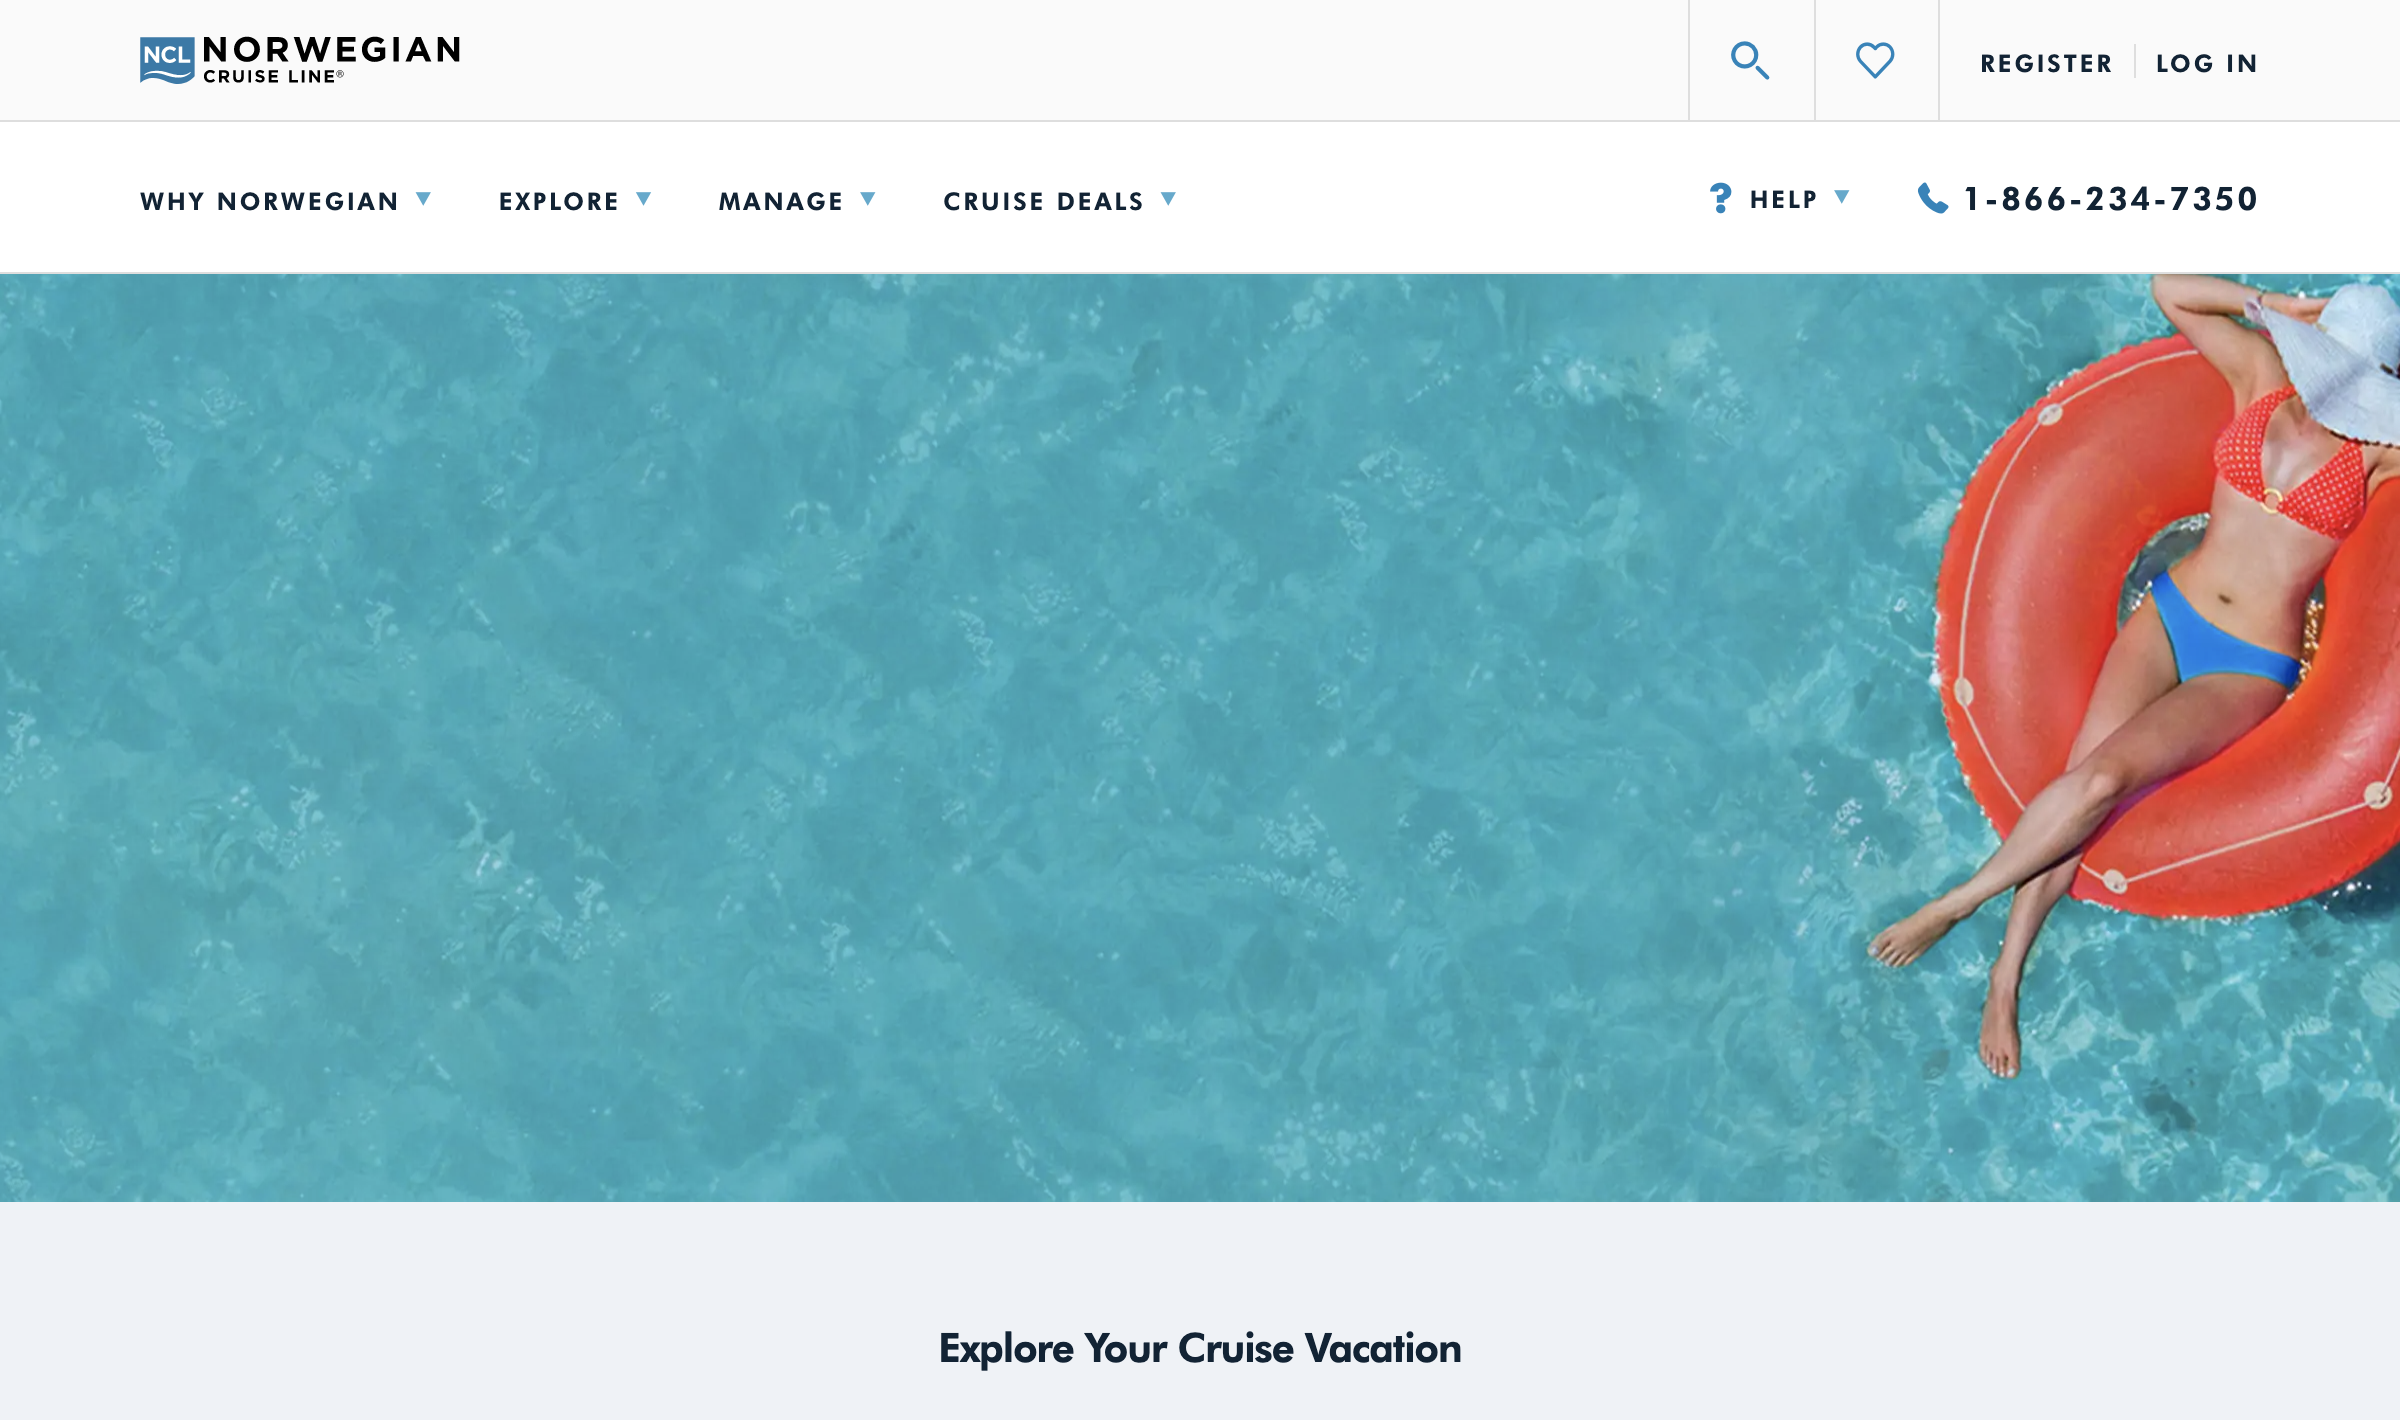 NCL NORWEGIAN
CRUISE LINE®
REGISTER LOG IN
WHY NORWEGIAN EXPLORE MANAGE CRUISE DEALS ? HELP 1-866-234-7350
Explore Your Cruise Vacation